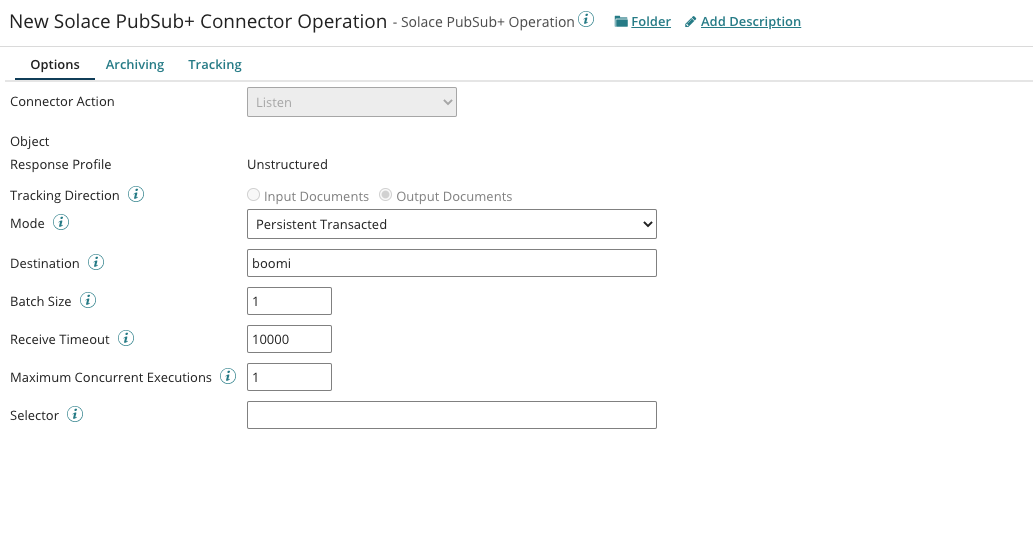 New Solace PubSub+ Connector Operation - Solace PubSub+ Operation i Folder Add Description
Options Archiving Tracking
Connector Action Listen
Object
Response Profile Unstructured
Tracking Direction i Input Documents Output Documents
Mode i Persistent Transacted
Destination i boomi
Batch Size i 1
Receive Timeout i 10000
Maximum Concurrent Executions i 1
Selector i